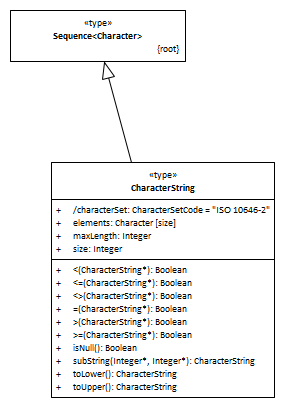 «type»
Sequence<Character>
{root}
«type»
CharacterString
+ /characterSet: CharacterSetCode = "ISO 10646-2"
+ elements: Character [size]
+ maxLength: Integer
+ size: Integer
+ <(CharacterString*): Boolean
+ <=(CharacterString*): Boolean
+ <>(CharacterString*): Boolean
+ =(CharacterString*): Boolean
+ >(CharacterString*): Boolean
+ >=(CharacterString*): Boolean
+ isNull(): Boolean
+ subString(Integer*, Integer*): CharacterString
+ toLower(): CharacterString
+ toUpper(): CharacterString